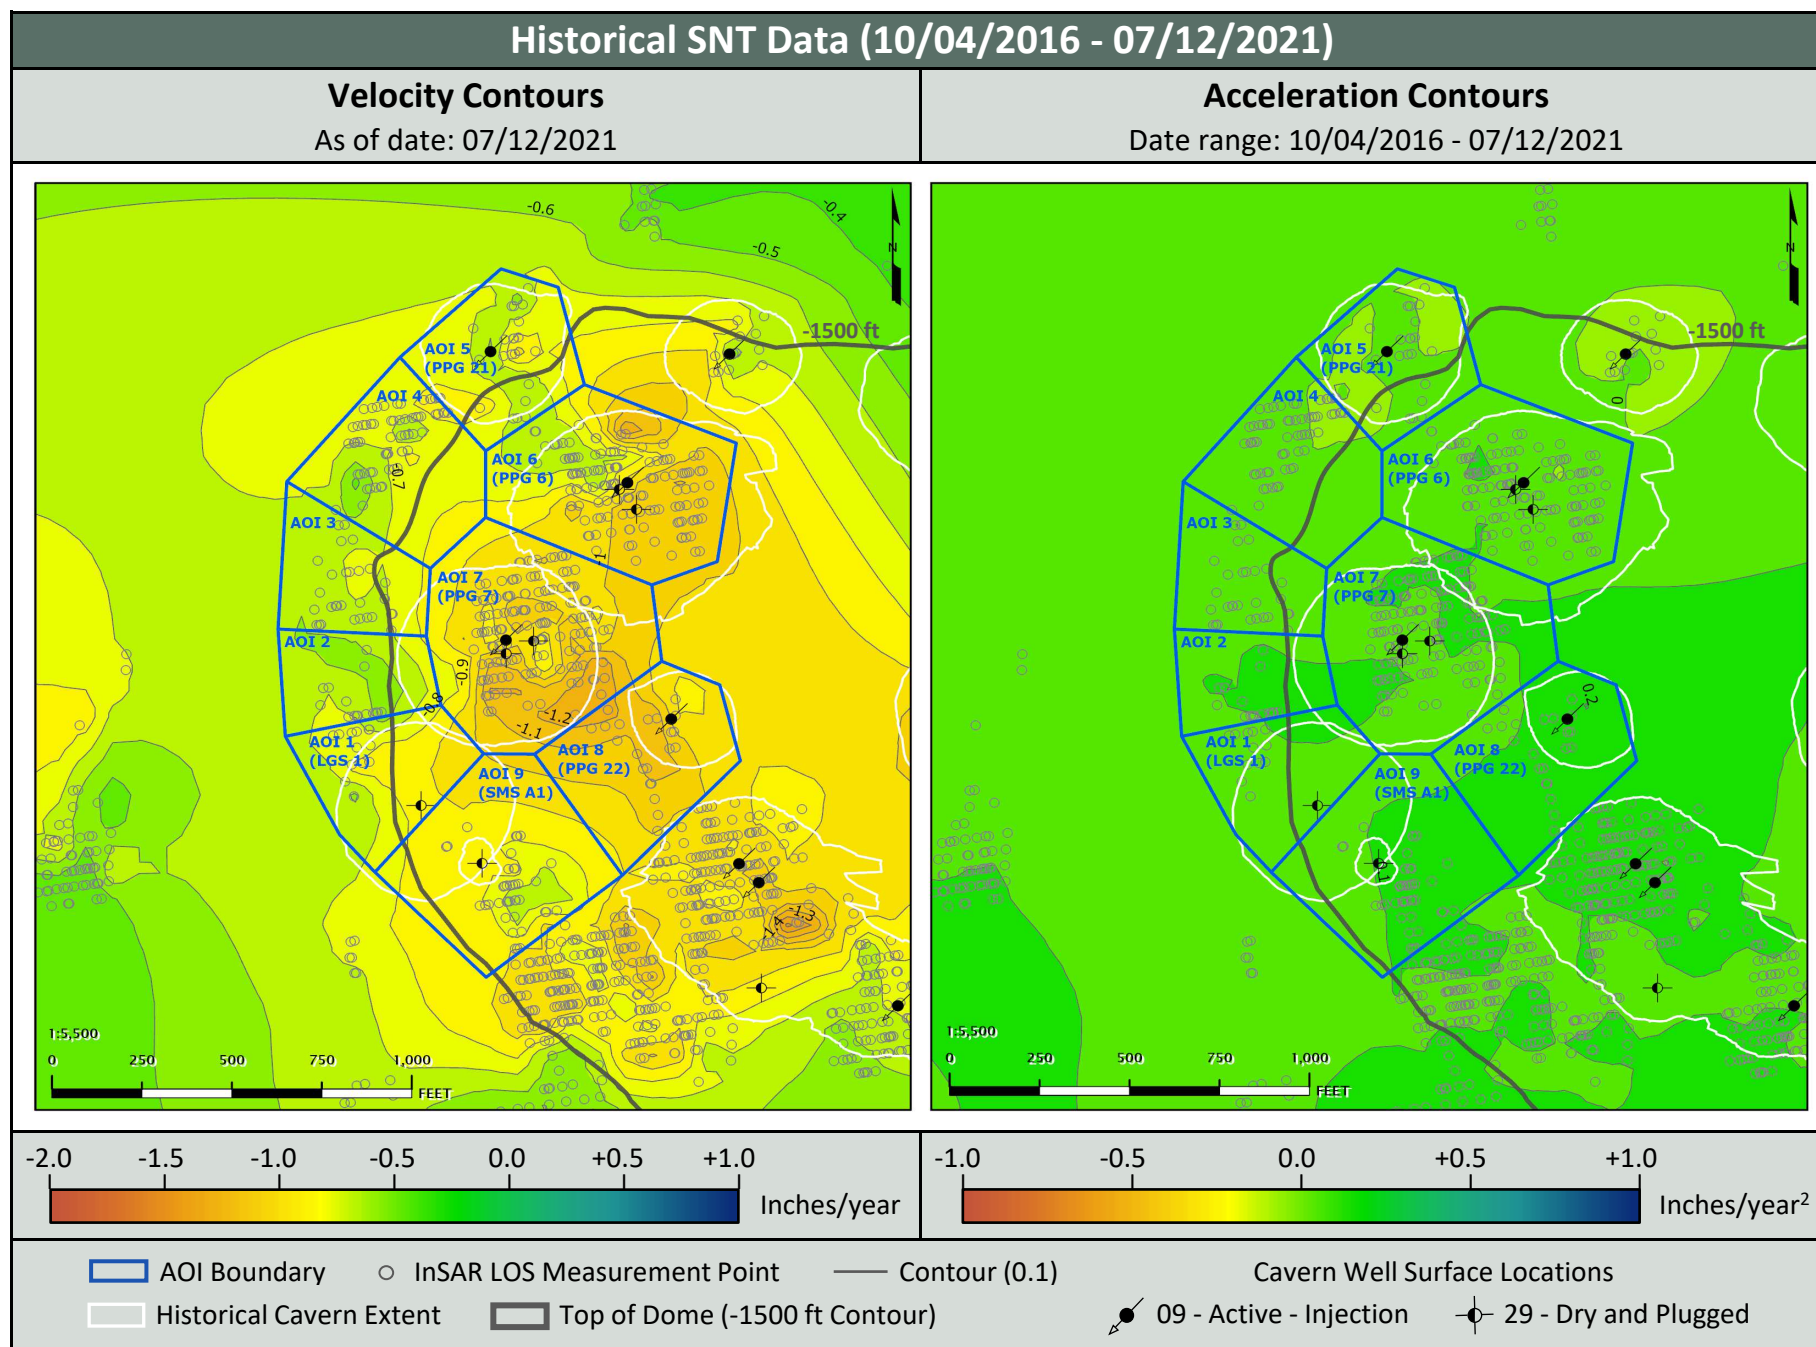 Historical SNT Data (10/04/2016 - 07/12/2021)
Velocity Contours
As of date: 07/12/2021
Acceleration Contours
Date range: 10/04/2016 - 07/12/2021
-0.6
-0.4
-0.5
N
-1500 ft
AOI 5
(PPG 21)
AOI 4
-0.7
AOI 6
(PPG 6)
AOI 3
-1
AOI 7
(PPG 7)
AOI 2
-0.9
-0.8
-1.2
-1.1
AOI 1
(LGS 1)
AOI 8
(PPG 22)
AOI 9
(SMS A1)
-1.3
-1.4
1:5,500
0 250 500 750 1,000
FEET
N
-1500 ft
AOI 5
(PPG 21)
0
AOI 4
AOI 6
(PPG 6)
AOI 3
AOI 7
(PPG 7)
AOI 2
0.2
AOI 1
(LGS 1)
AOI 8
(PPG 22)
AOI 9
(SMS A1)
0.1
1:5,500
0 250 500 750 1,000
FEET
-2.0 -1.5 -1.0 -0.5 0.0 +0.5 +1.0
Inches/year
-1.0 -0.5 0.0 +0.5 +1.0
Inches/year²
AOI Boundary
InSAR LOS Measurement Point
Contour (0.1)
Cavern Well Surface Locations
Historical Cavern Extent
Top of Dome (-1500 ft Contour)
09 - Active - Injection
29 - Dry and Plugged